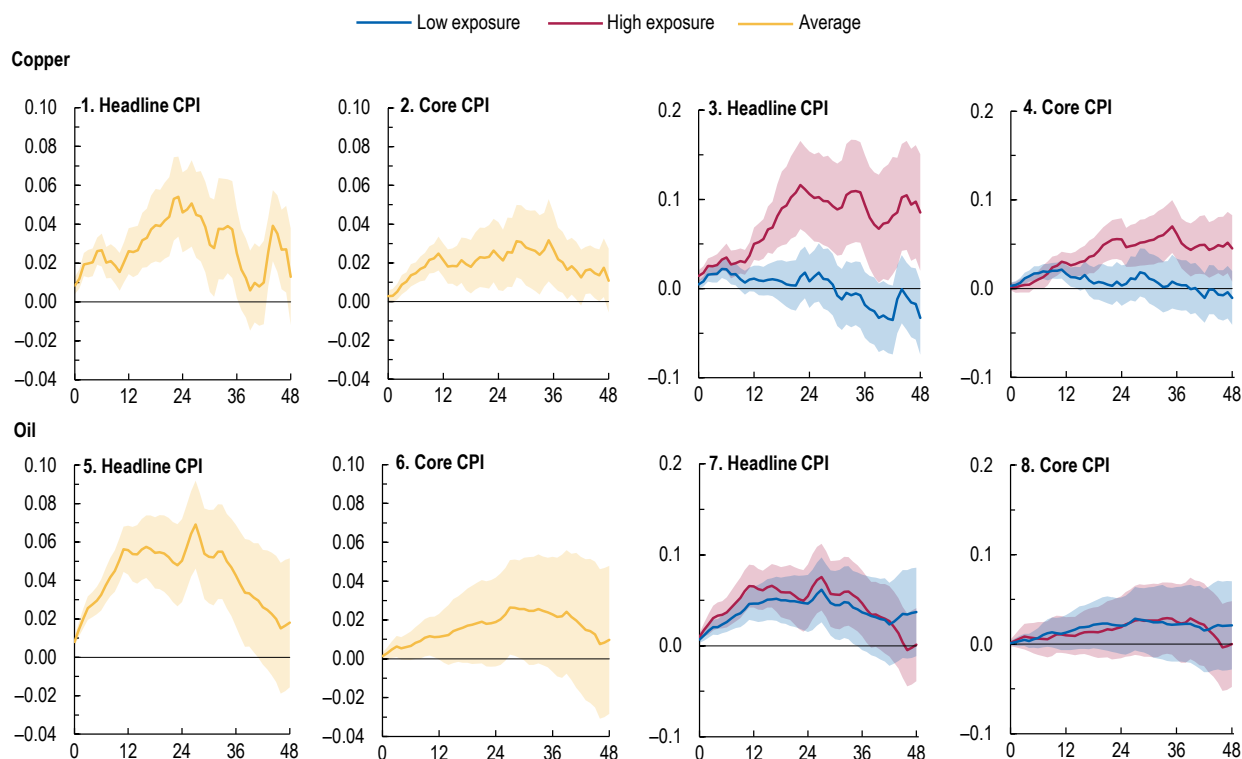 Low exposure High exposure Average
Copper
1. Headline CPI 2. Core CPI 3. Headline CPI 4. Core CPI
0.10 0.10 0.2 0.2
0.08 0.08
0.06 0.06 0.1 0.1
0.04 0.04
0.02 0.02 0.0 0.0
0.00 0.00
–0.02 –0.02
–0.04 –0.04 –0.1 –0.1
0 12 24 36 48 0 12 24 36 48 0 12 24 36 48 0 12 24 36 48
Oil
5. Headline CPI 6. Core CPI 7. Headline CPI 8. Core CPI
0.10 0.10 0.2 0.2
0.08 0.08
0.06 0.06 0.1 0.1
0.04 0.04
0.02 0.02 0.0 0.0
0.00 0.00
–0.02 –0.02
–0.04 –0.04 –0.1 –0.1
0 12 24 36 48 0 12 24 36 48 0 12 24 36 48 0 12 24 36 48